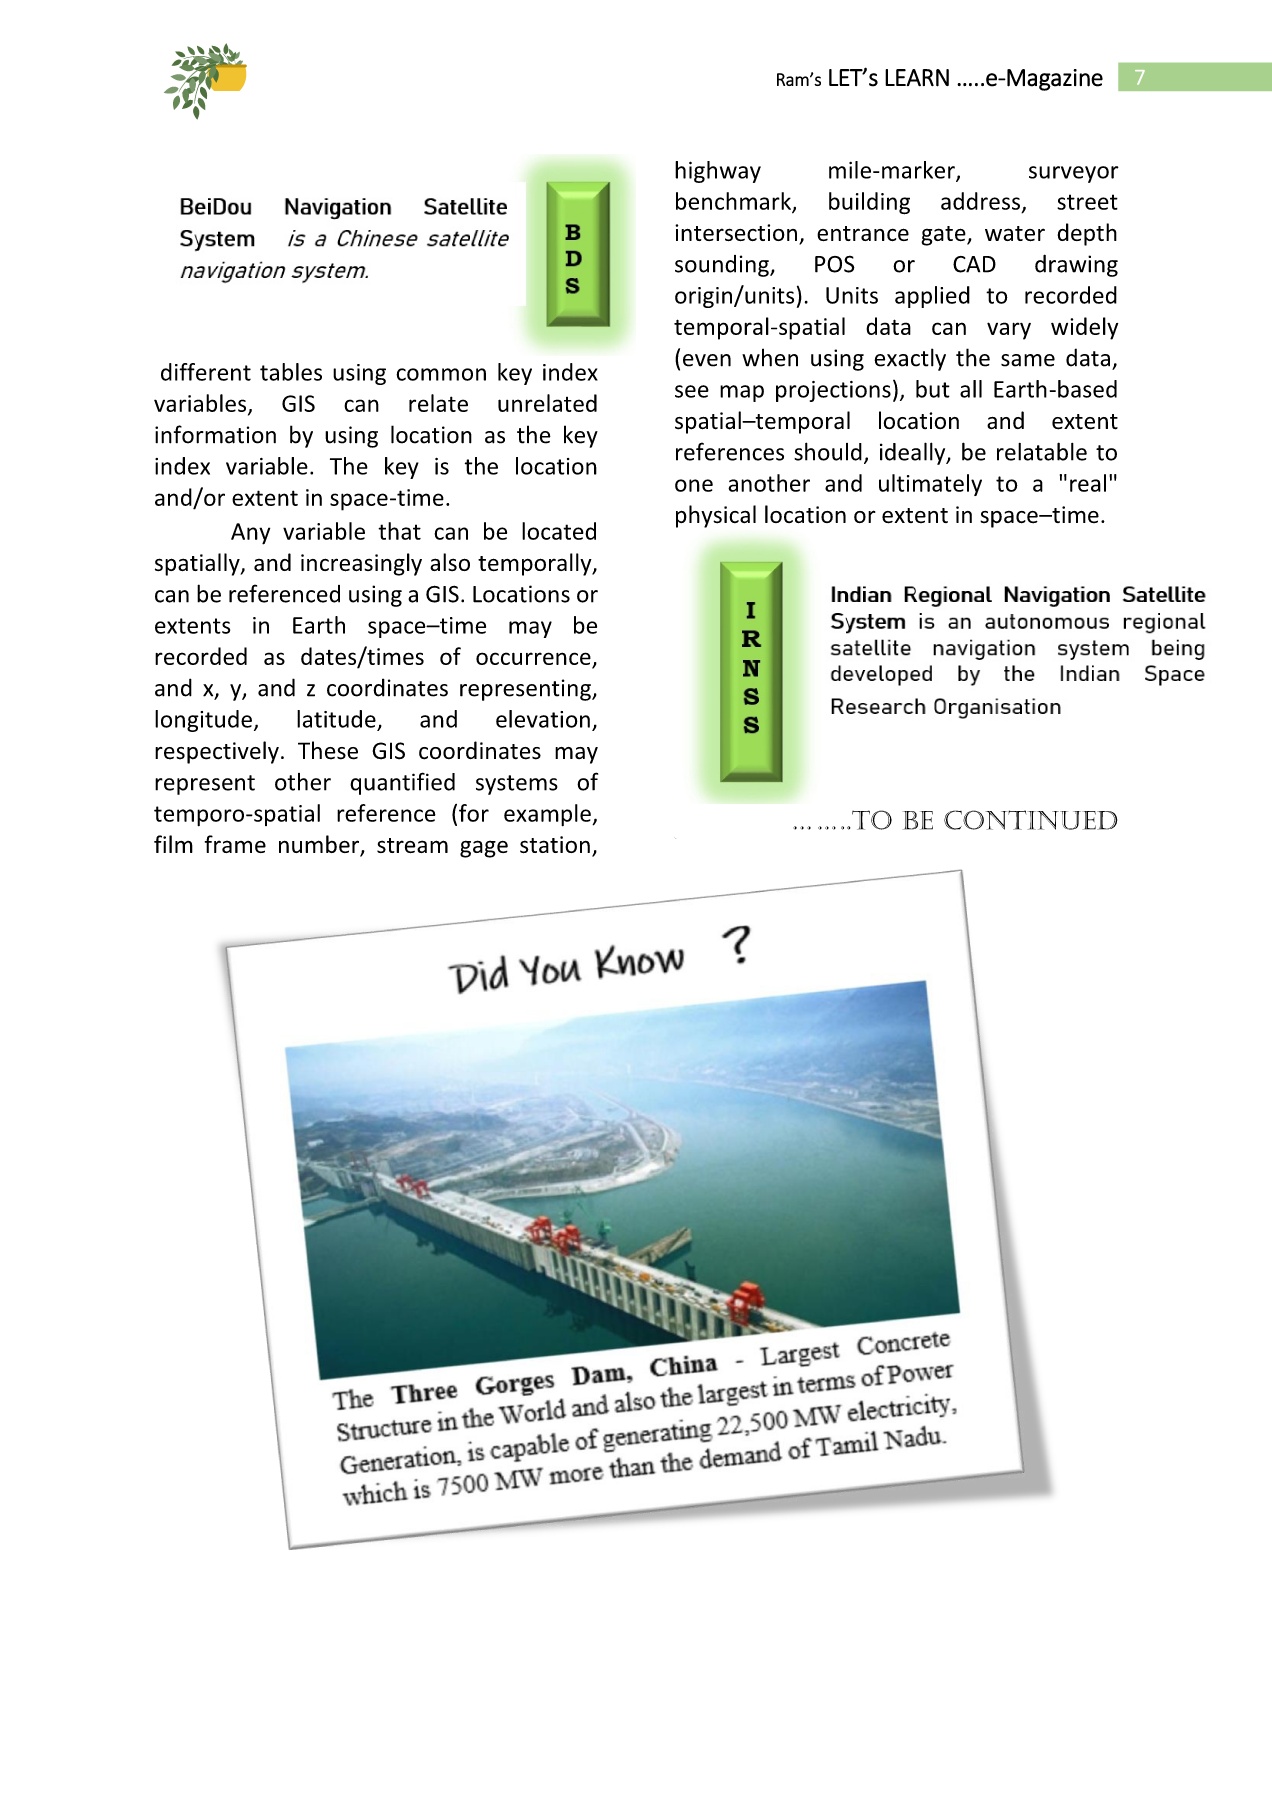 Ram's LET's LEARN …..e-Magazine 7
BeiDou Navigation Satellite
System is a Chinese satellite
navigation system.
B
D
S
different tables using common key index
variables, GIS can relate unrelated
information by using location as the key
index variable. The key is the location
and/or extent in space-time.
Any variable that can be located
spatially, and increasingly also temporally,
can be referenced using a GIS. Locations or
extents in Earth space–time may be
recorded as dates/times of occurrence,
and x, y, and z coordinates representing,
longitude, latitude, and elevation,
respectively. These GIS coordinates may
represent other quantified systems of
temporo-spatial reference (for example,
film frame number, stream gage station,
highway mile-marker, surveyor
benchmark, building address, street
intersection, entrance gate, water depth
sounding, POS or CAD drawing
origin/units). Units applied to recorded
temporal-spatial data can vary widely
(even when using exactly the same data,
see map projections), but all Earth-based
spatial–temporal location and extent
references should, ideally, be relatable to
one another and ultimately to a "real"
physical location or extent in space–time.
I
R
N
S
S
Indian Regional Navigation Satellite
System is an autonomous regional
satellite navigation system being
developed by the Indian Space
Research Organisation
……..TO BE CONTINUED
Did You Know ?
The Three Gorges Dam, China - Largest Concrete
Structure in the World and also the largest in terms of Power
Generation, is capable of generating 22,500 MW electricity,
which is 7500 MW more than the demand of Tamil Nadu.